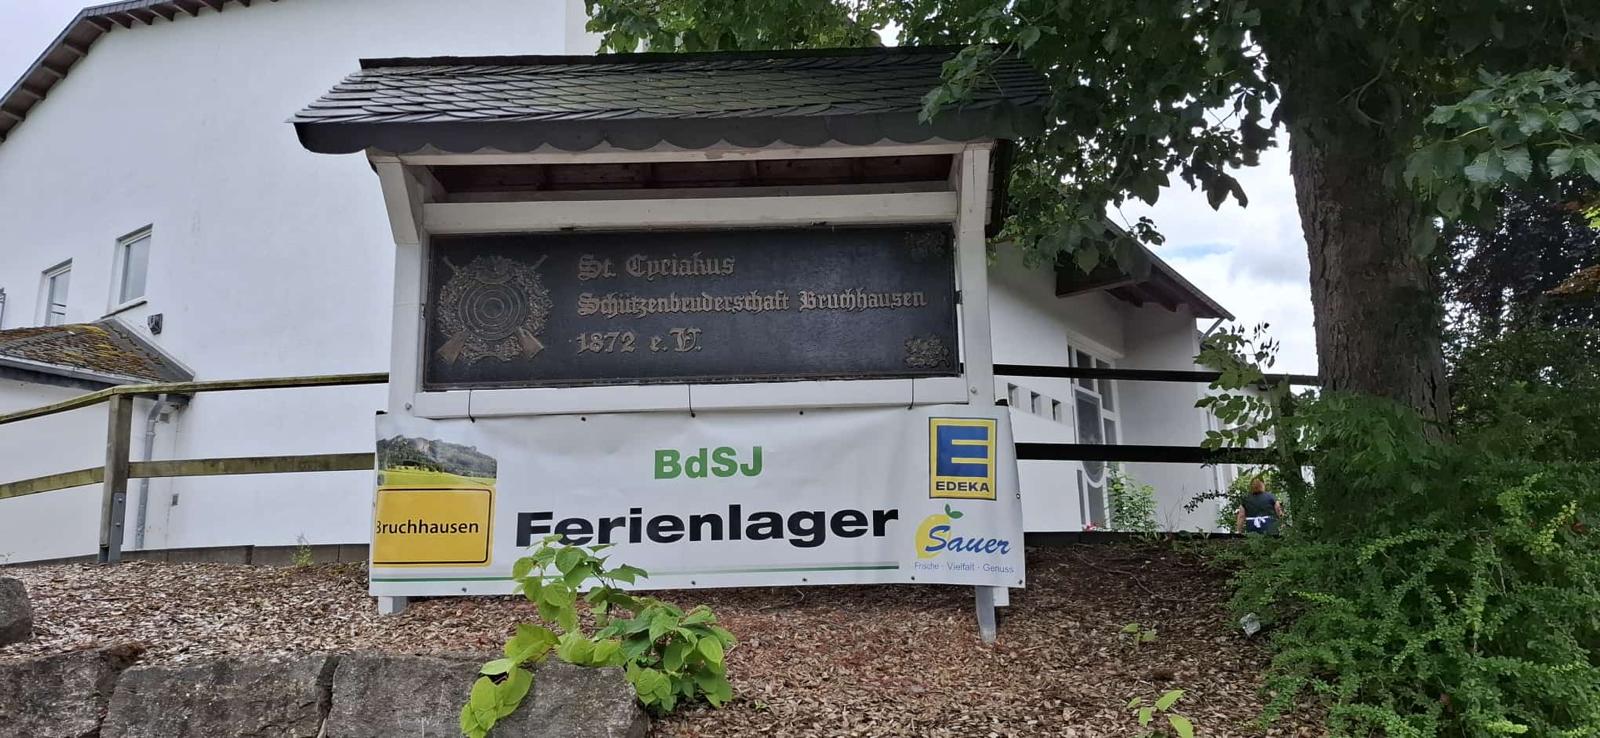 St. Cyriakus
Schützenbruderschaft Bruchhausen
1872 e.V.
BdSJ
EDEKA
Bruchhausen
Ferienlager
Sauer
Frische · Vielfalt · Genuss